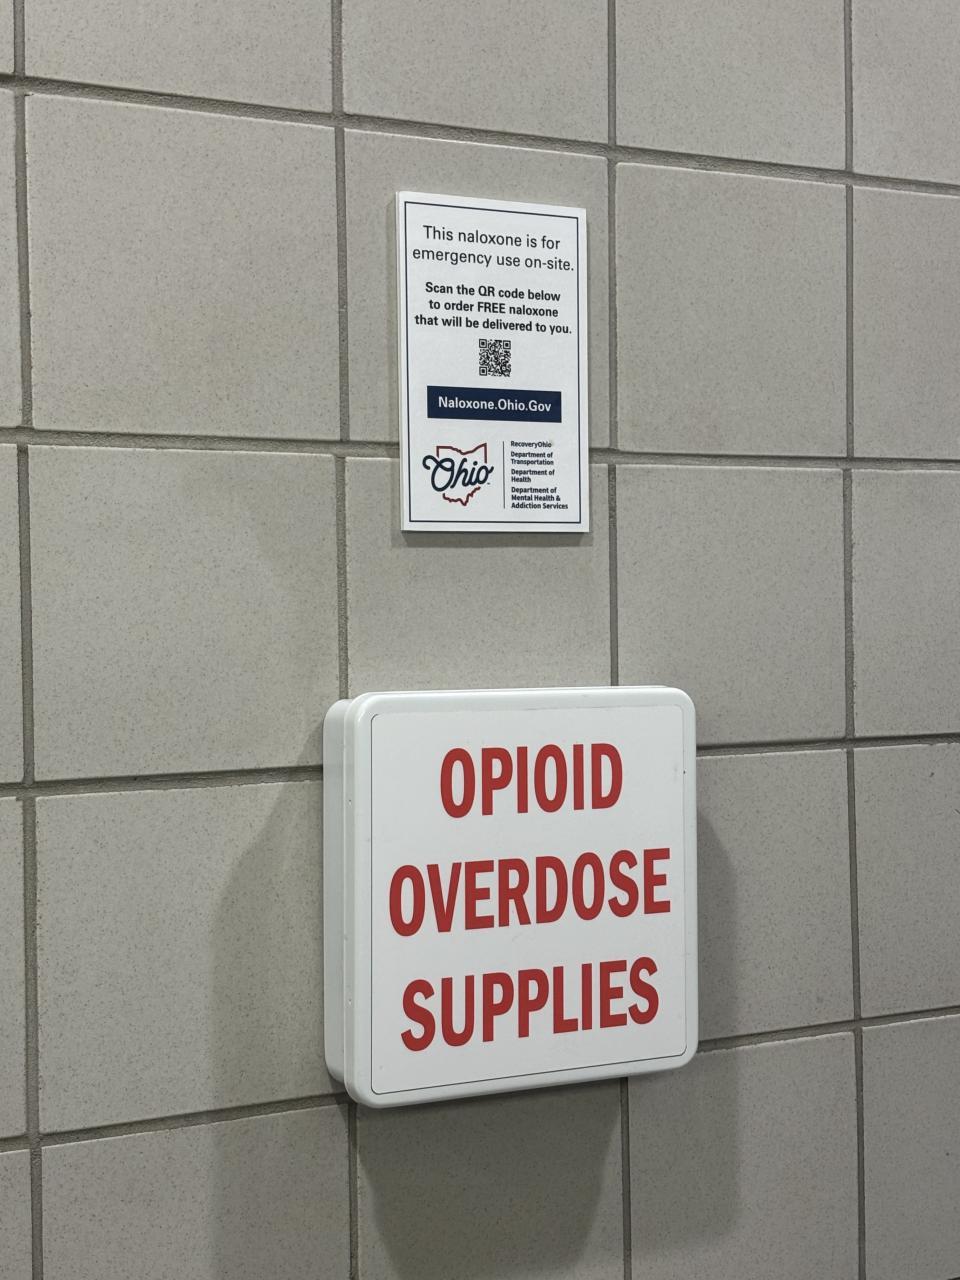 This naloxone is for
emergency use on-site.
Scan the QR code below
to order FREE naloxone
that will be delivered to you.
Naloxone.Ohio.Gov
Ohio
RecoveryOhio
Department of
Transportation
Department of
Health
Department of
Mental Health &
Addiction Services
OPIOID
OVERDOSE
SUPPLIES